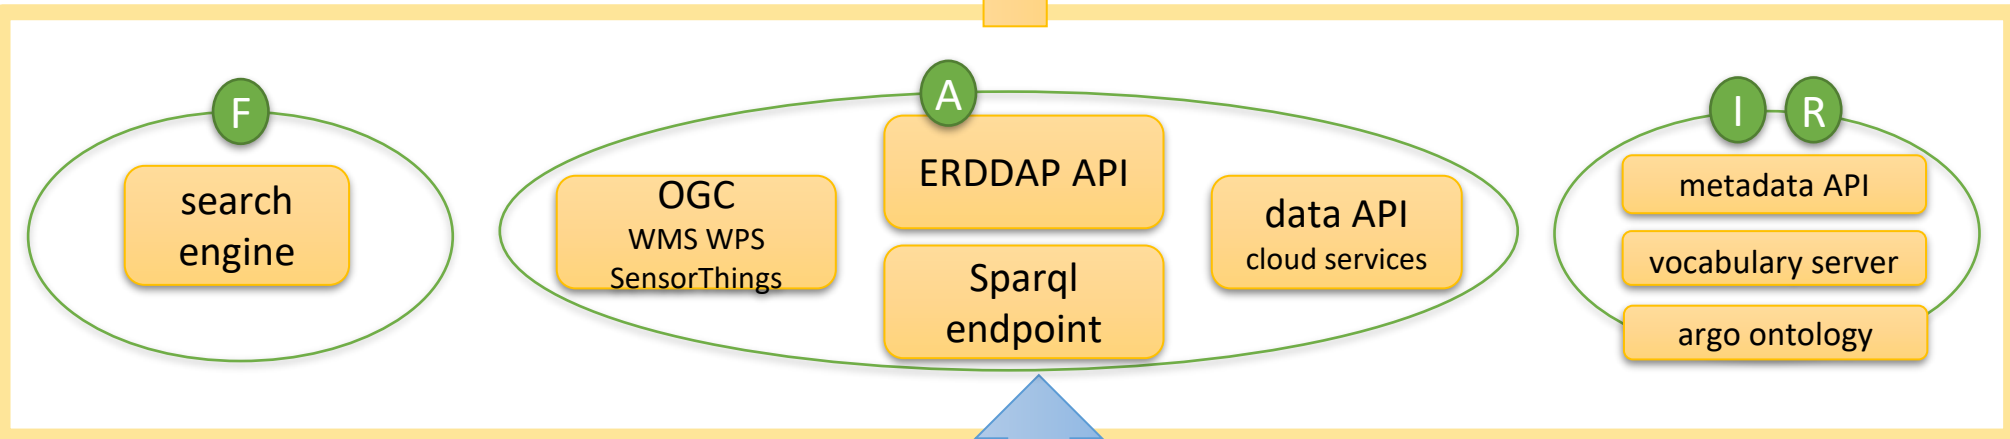 F
search
engine
A
ERDDAP API
OGC
WMS WPS
SensorThings
Sparql
endpoint
data API
cloud services
I
R
metadata API
vocabulary server
argo ontology